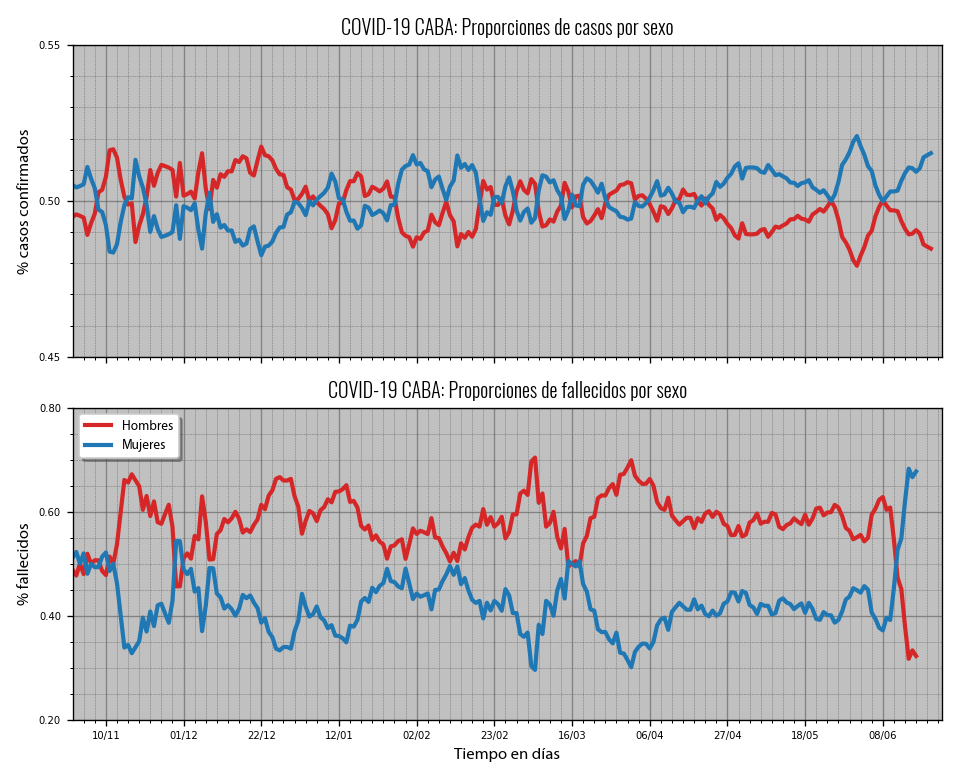 COVID-19 CABA: Proporciones de casos por sexo
0.55
0.50
0.45
% casos confirmados
COVID-19 CABA: Proporciones de fallecidos por sexo
0.80
0.60
0.40
0.20
% fallecidos
Hombres
Mujeres
10/11 01/12 22/12 12/01 02/02 23/02 16/03 06/04 27/04 18/05 08/06
Tiempo en días